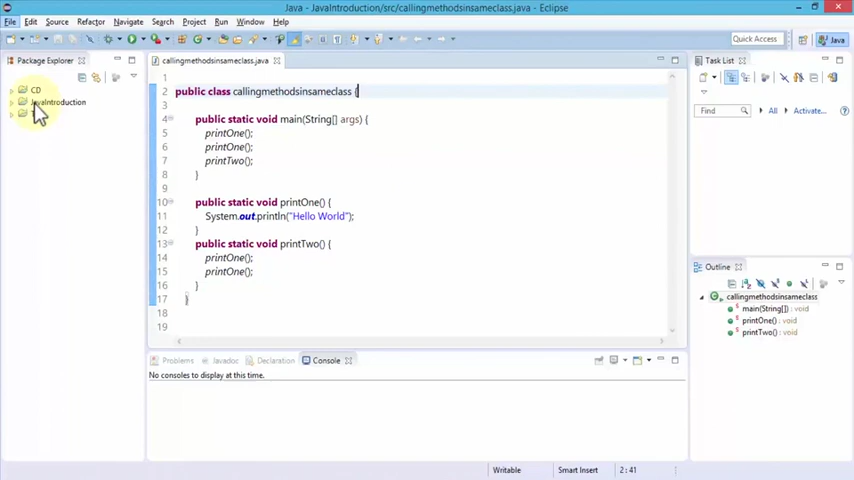 Java - JavaIntroduction/src/callingmethodsinsameclass.java - Eclipse
File Edit Source Refactor Navigate Search Project Run Window Help
Quick Access
Java
Package Explorer
CD
JavaIntroduction
callingmethodsinsameclass.java
1
2 public class callingmethodsinsameclass {
3
4 public static void main(String[] args) {
5 printOne();
6 printOne();
7 printTwo();
8 }
9
10 public static void printOne() {
11 System.out.println("Hello World");
12 }
13 public static void printTwo() {
14 printOne();
15 printOne();
16 }
17 }
18
19
Task List
Find
All
Activate...
Outline
callingmethodsinsameclass
main(String[]) : void
printOne() : void
printTwo() : void
Problems Javadoc Declaration Console
No consoles to display at this time.
Writable Smart Insert 2 : 41